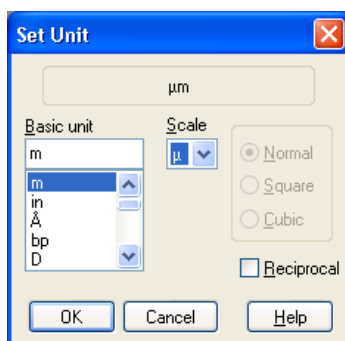 Set Unit
µm
Basic unit
Scale
m
µ
m
in
Å
bp
D
Normal
Square
Cubic
Reciprocal
OK
Cancel
Help